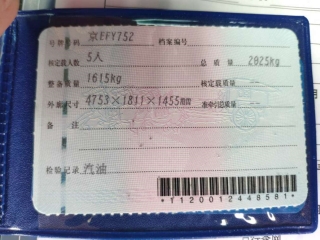 号牌号码 京EFY752 档案编号
核定载人数 5人 总质量 2025kg
整备质量 1615kg 核定载质量 --
外廓尺寸 4753×1811×1455mm 准牵引总质量 --
备注
检验记录 汽油
*1120012448581*